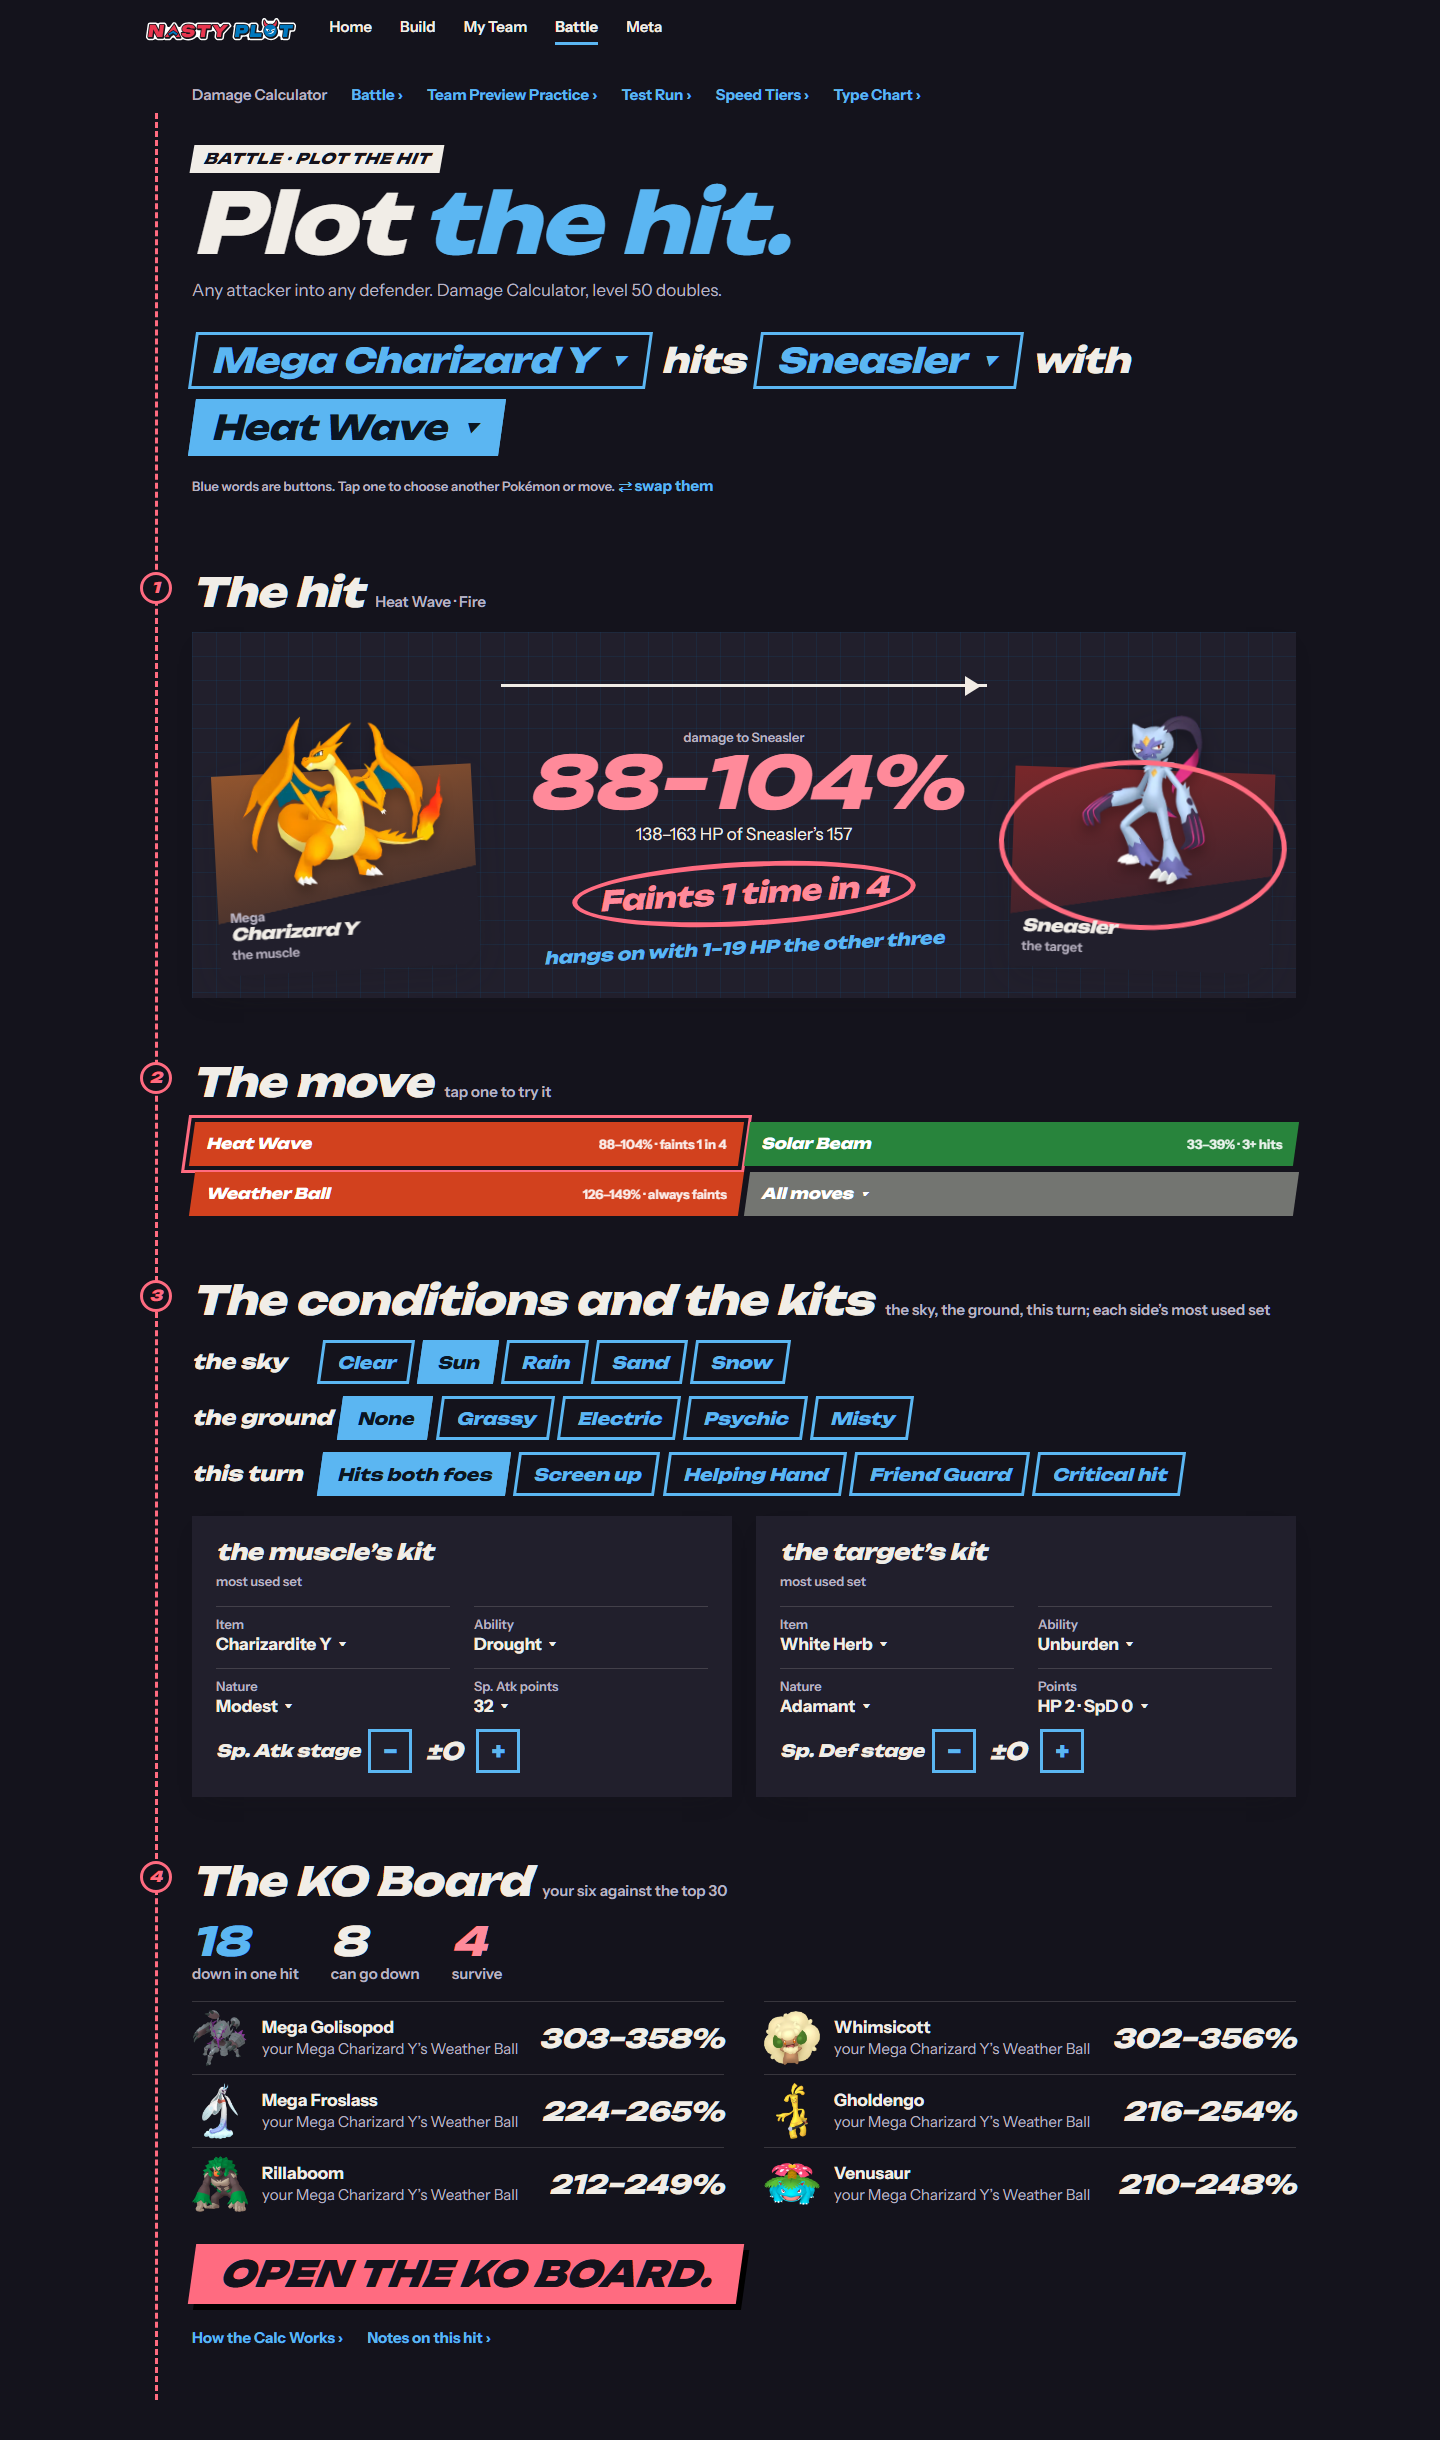 NASTY PLOT
Home Build My Team Battle Meta
Damage Calculator Battle › Team Preview Practice › Test Run › Speed Tiers › Type Chart ›
BATTLE · PLOT THE HIT
Plot the hit.
Any attacker into any defender. Damage Calculator, level 50 doubles.
Mega Charizard Y ▼ hits Sneasler ▼ with
Heat Wave ▼
Blue words are buttons. Tap one to choose another Pokémon or move. ⇄ swap them
1 The hit Heat Wave · Fire
damage to Sneasler
88–104%
138–163 HP of Sneasler's 157
Faints 1 time in 4
hangs on with 1–19 HP the other three
Mega
Charizard Y
the muscle
Sneasler
the target
2 The move tap one to try it
Heat Wave 88–104% · faints 1 in 4
Solar Beam 33–39% · 3+ hits
Weather Ball 126–149% · always faints
All moves ▾
3 The conditions and the kits the sky, the ground, this turn; each side's most used set
the sky Clear Sun Rain Sand Snow
the ground None Grassy Electric Psychic Misty
this turn Hits both foes Screen up Helping Hand Friend Guard Critical hit
the muscle's kit
most used set
Item
Charizardite Y ▾
Ability
Drought ▾
Nature
Modest ▾
Sp. Atk points
32 ▾
Sp. Atk stage − ±0 +
the target's kit
most used set
Item
White Herb ▾
Ability
Unburden ▾
Nature
Adamant ▾
Points
HP 2 · SpD 0 ▾
Sp. Def stage − ±0 +
4 The KO Board your six against the top 30
18 8 4
down in one hit can go down survive
Mega Golisopod
your Mega Charizard Y's Weather Ball
303–358%
Whimsicott
your Mega Charizard Y's Weather Ball
302–356%
Mega Froslass
your Mega Charizard Y's Weather Ball
224–265%
Gholdengo
your Mega Charizard Y's Weather Ball
216–254%
Rillaboom
your Mega Charizard Y's Weather Ball
212–249%
Venusaur
your Mega Charizard Y's Weather Ball
210–248%
OPEN THE KO BOARD.
How the Calc Works › Notes on this hit ›